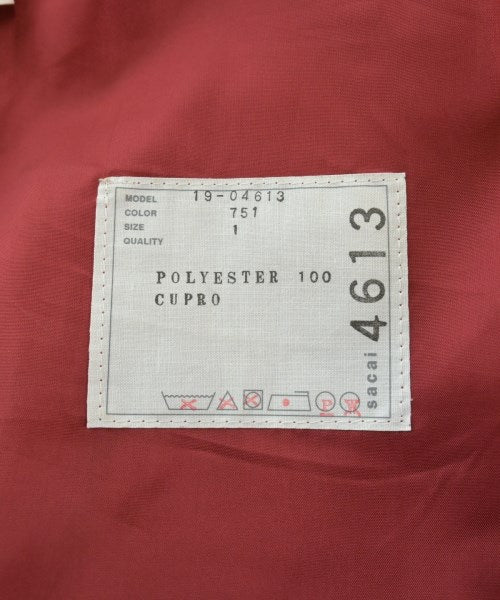 MODEL 19-04613
COLOR 751
SIZE 1
QUALITY
POLYESTER 100
CUPRO
P W
sacai 4613